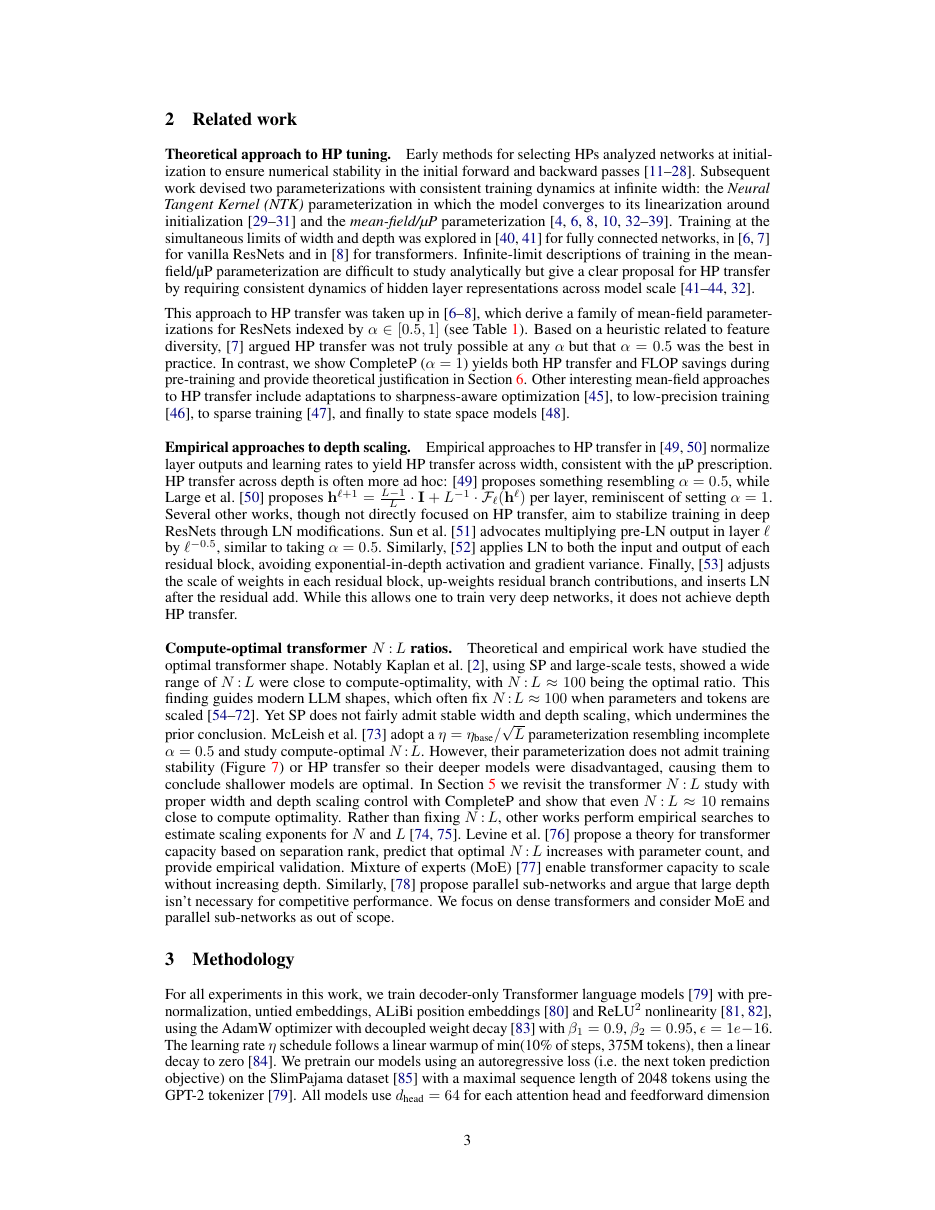 2 Related work
Theoretical approach to HP tuning. Early methods for selecting HPs analyzed networks at initial-
ization to ensure numerical stability in the initial forward and backward passes [11–28]. Subsequent
work devised two parameterizations with consistent training dynamics at infinite width: the Neural
Tangent Kernel (NTK) parameterization in which the model converges to its linearization around
initialization [29–31] and the mean-field/μP parameterization [4, 6, 8, 10, 32–39]. Training at the
simultaneous limits of width and depth was explored in [40, 41] for fully connected networks, in [6, 7]
for vanilla ResNets and in [8] for transformers. Infinite-limit descriptions of training in the mean-
field/μP parameterization are difficult to study analytically but give a clear proposal for HP transfer
by requiring consistent dynamics of hidden layer representations across model scale [41–44, 32].
This approach to HP transfer was taken up in [6–8], which derive a family of mean-field parameter-
izations for ResNets indexed by α ∈ [0.5, 1] (see Table 1). Based on a heuristic related to feature
diversity, [7] argued HP transfer was not truly possible at any α but that α = 0.5 was the best in
practice. In contrast, we show CompleteP (α = 1) yields both HP transfer and FLOP savings during
pre-training and provide theoretical justification in Section 6. Other interesting mean-field approaches
to HP transfer include adaptations to sharpness-aware optimization [45], to low-precision training
[46], to sparse training [47], and finally to state space models [48].
Empirical approaches to depth scaling. Empirical approaches to HP transfer in [49, 50] normalize
layer outputs and learning rates to yield HP transfer across width, consistent with the μP prescription.
HP transfer across depth is often more ad hoc: [49] proposes something resembling α = 0.5, while
Large et al. [50] proposes h^{ℓ+1} = \frac{L−1}{L} · I + L^{−1} · F_ℓ(h^ℓ) per layer, reminiscent of setting α = 1.
Several other works, though not directly focused on HP transfer, aim to stabilize training in deep
ResNets through LN modifications. Sun et al. [51] advocates multiplying pre-LN output in layer ℓ
by ℓ^{−0.5}, similar to taking α = 0.5. Similarly, [52] applies LN to both the input and output of each
residual block, avoiding exponential-in-depth activation and gradient variance. Finally, [53] adjusts
the scale of weights in each residual block, up-weights residual branch contributions, and inserts LN
after the residual add. While this allows one to train very deep networks, it does not achieve depth
HP transfer.
Compute-optimal transformer N : L ratios. Theoretical and empirical work have studied the
optimal transformer shape. Notably Kaplan et al. [2], using SP and large-scale tests, showed a wide
range of N : L were close to compute-optimality, with N : L ≈ 100 being the optimal ratio. This
finding guides modern LLM shapes, which often fix N : L ≈ 100 when parameters and tokens are
scaled [54–72]. Yet SP does not fairly admit stable width and depth scaling, which undermines the
prior conclusion. McLeish et al. [73] adopt a η = η_{base}/√L parameterization resembling incomplete
α = 0.5 and study compute-optimal N : L. However, their parameterization does not admit training
stability (Figure 7) or HP transfer so their deeper models were disadvantaged, causing them to
conclude shallower models are optimal. In Section 5 we revisit the transformer N : L study with
proper width and depth scaling control with CompleteP and show that even N : L ≈ 10 remains
close to compute optimality. Rather than fixing N : L, other works perform empirical searches to
estimate scaling exponents for N and L [74, 75]. Levine et al. [76] propose a theory for transformer
capacity based on separation rank, predict that optimal N : L increases with parameter count, and
provide empirical validation. Mixture of experts (MoE) [77] enable transformer capacity to scale
without increasing depth. Similarly, [78] propose parallel sub-networks and argue that large depth
isn't necessary for competitive performance. We focus on dense transformers and consider MoE and
parallel sub-networks as out of scope.
3 Methodology
For all experiments in this work, we train decoder-only Transformer language models [79] with pre-
normalization, untied embeddings, ALiBi position embeddings [80] and ReLU² nonlinearity [81, 82],
using the AdamW optimizer with decoupled weight decay [83] with β₁ = 0.9, β₂ = 0.95, ϵ = 1e−16.
The learning rate η schedule follows a linear warmup of min(10% of steps, 375M tokens), then a linear
decay to zero [84]. We pretrain our models using an autoregressive loss (i.e. the next token prediction
objective) on the SlimPajama dataset [85] with a maximal sequence length of 2048 tokens using the
GPT-2 tokenizer [79]. All models use d_{head} = 64 for each attention head and feedforward dimension
3